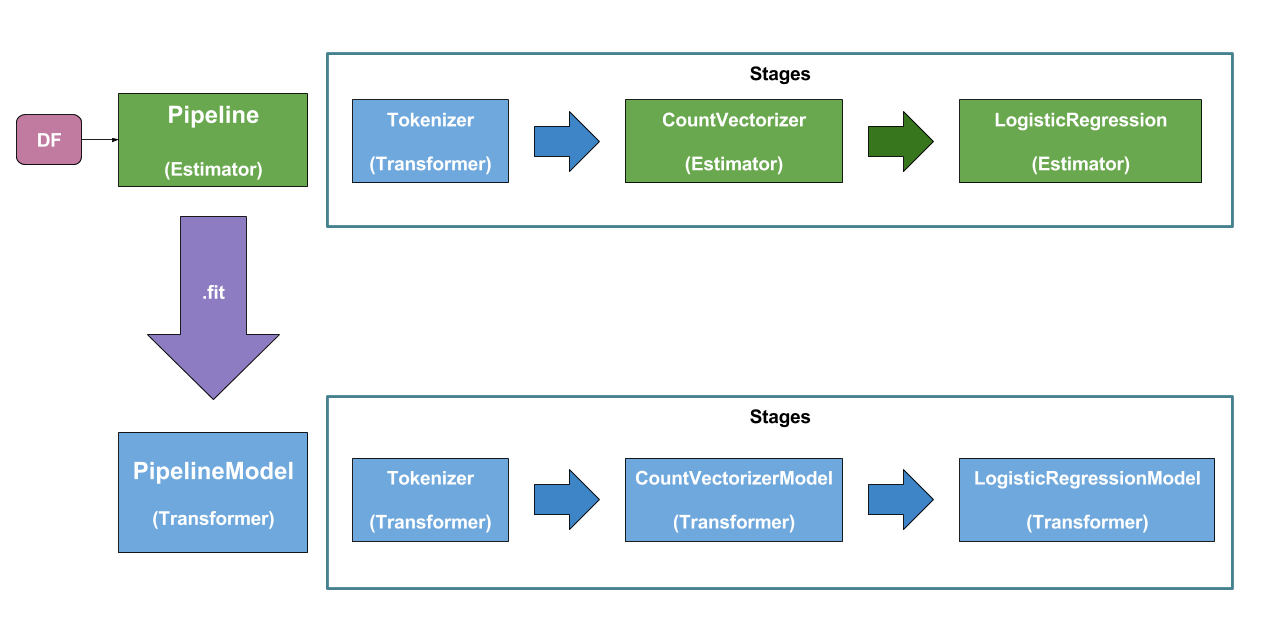 Stages
DF
Pipeline
(Estimator)
Tokenizer
(Transformer)
CountVectorizer
(Estimator)
LogisticRegression
(Estimator)
.fit
Stages
PipelineModel
(Transformer)
Tokenizer
(Transformer)
CountVectorizerModel
(Transformer)
LogisticRegressionModel
(Transformer)